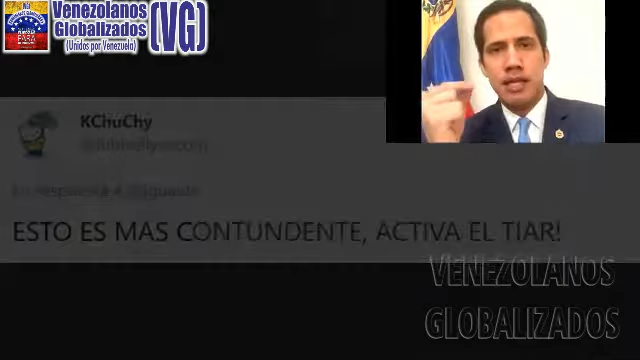 Venezolanos
Globalizados
(Unidos por Venezuela)
(VG)
KChuChy
ESTO ES MAS CONTUNDENTE, ACTIVA EL TIAR!
VENEZOLANOS
GLOBALIZADOS